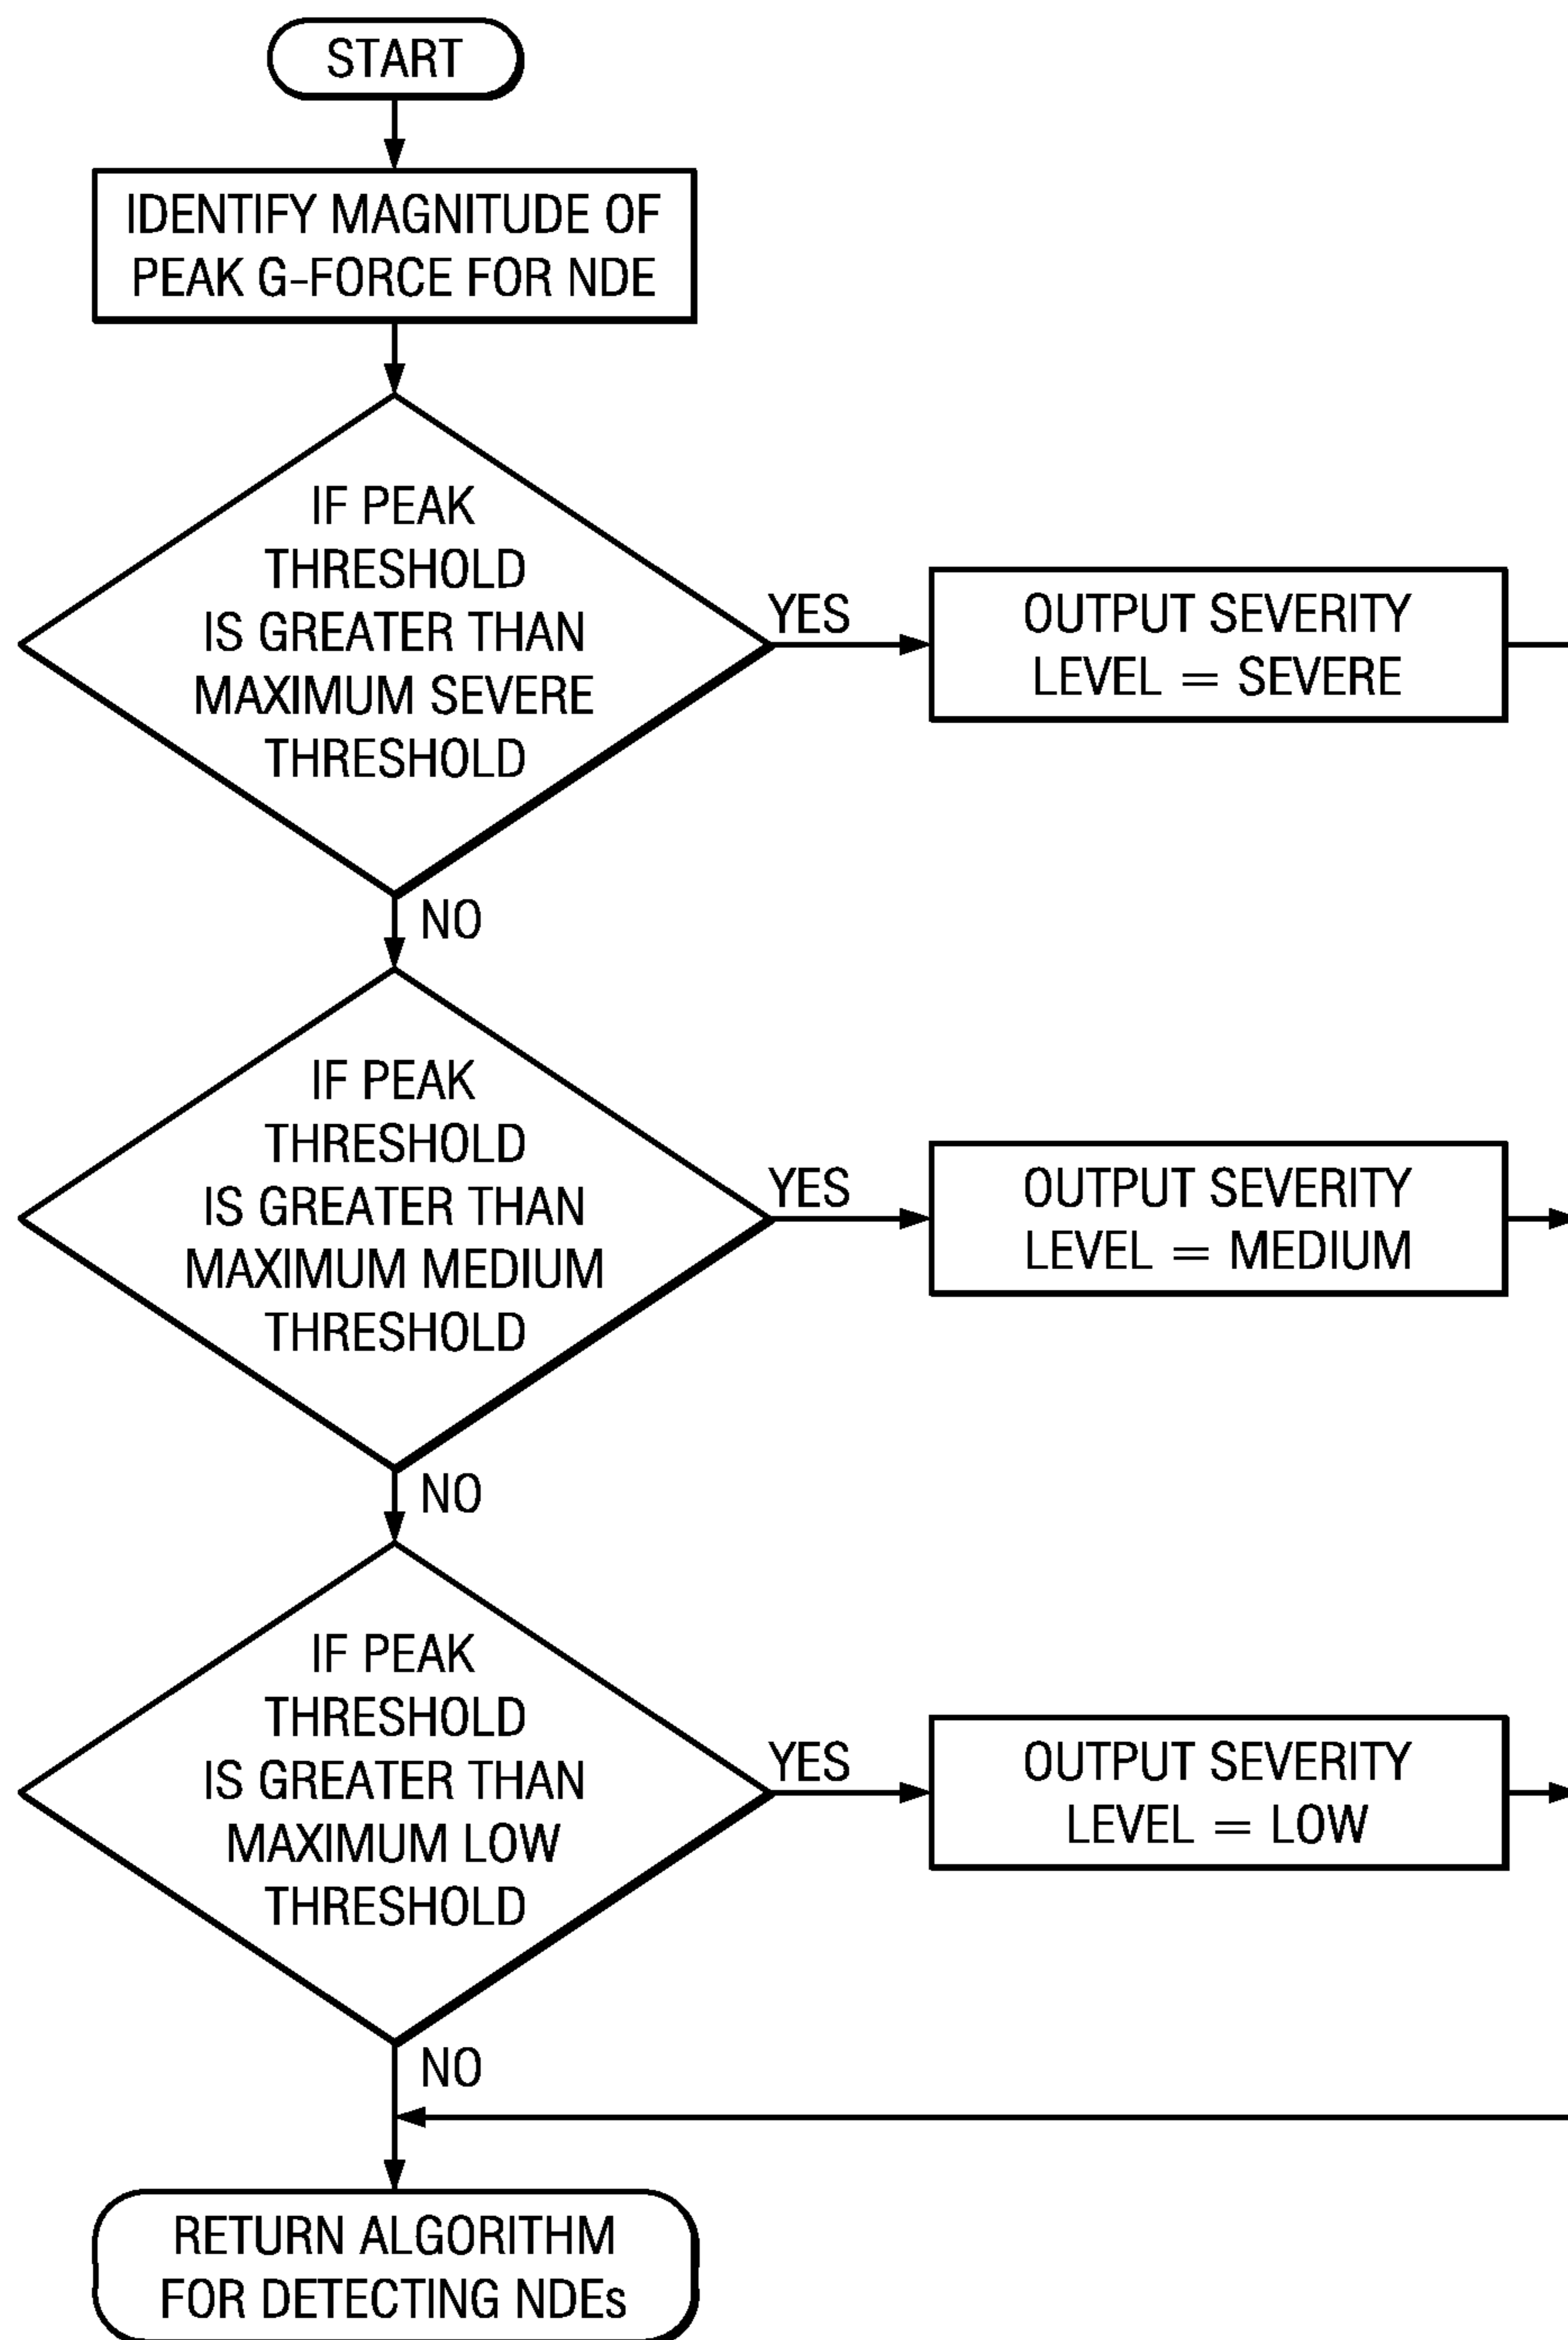 START
IDENTIFY MAGNITUDE OF
PEAK G-FORCE FOR NDE
IF PEAK
THRESHOLD
IS GREATER THAN
MAXIMUM SEVERE
THRESHOLD
YES
OUTPUT SEVERITY
LEVEL = SEVERE
NO
IF PEAK
THRESHOLD
IS GREATER THAN
MAXIMUM MEDIUM
THRESHOLD
YES
OUTPUT SEVERITY
LEVEL = MEDIUM
NO
IF PEAK
THRESHOLD
IS GREATER THAN
MAXIMUM LOW
THRESHOLD
YES
OUTPUT SEVERITY
LEVEL = LOW
NO
RETURN ALGORITHM
FOR DETECTING NDEs